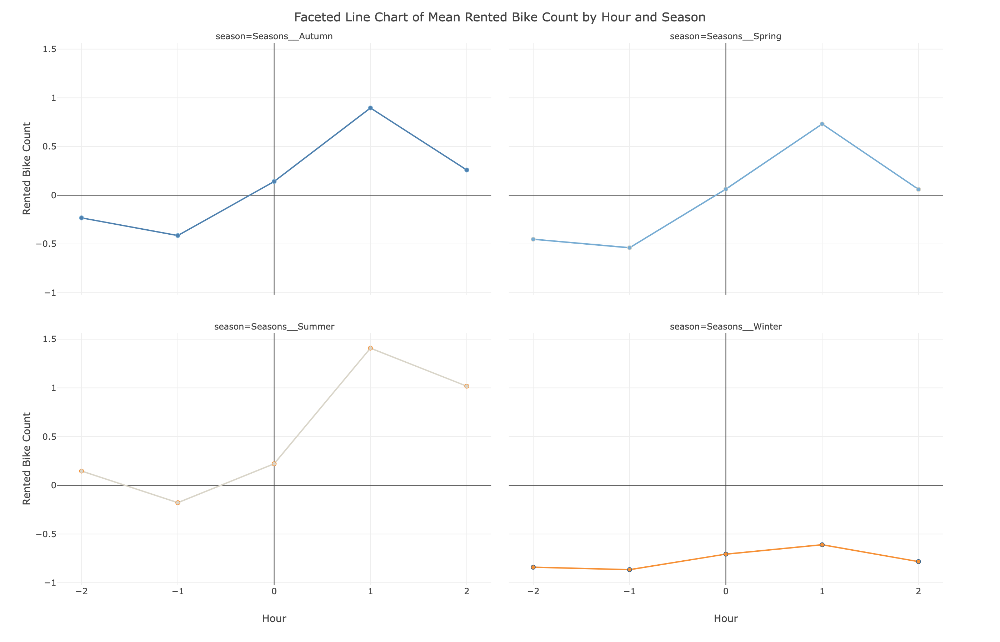 Faceted Line Chart of Mean Rented Bike Count by Hour and Season
season=Seasons__Autumn
season=Seasons__Spring
1.5
1
0.5
0
−0.5
−1
Rented Bike Count
season=Seasons__Summer
season=Seasons__Winter
1.5
1
0.5
0
−0.5
−1
Rented Bike Count
−2 −1 0 1 2
−2 −1 0 1 2
Hour
Hour